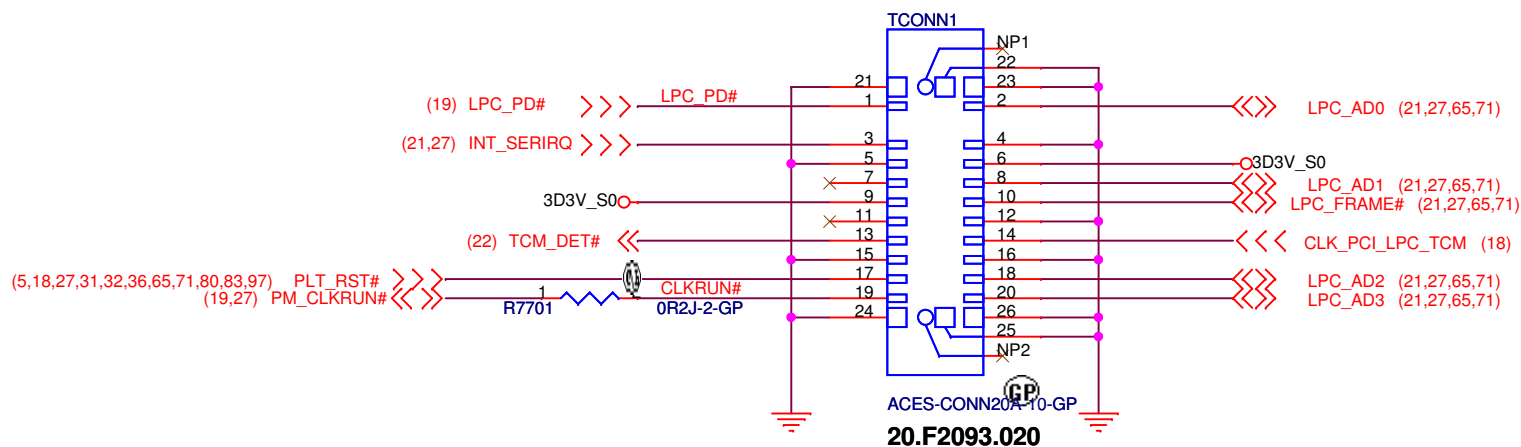 TCONN1
NP1
22
21 23
(19) LPC_PD# LPC_PD# 1 2 LPC_AD0 (21,27,65,71)
(21,27) INT_SERIRQ 3 4
5 6 3D3V_S0
7 8 LPC_AD1 (21,27,65,71)
3D3V_S0 9 10 LPC_FRAME# (21,27,65,71)
11 12
(22) TCM_DET# 13 14 CLK_PCI_LPC_TCM (18)
15 16
(5,18,27,31,32,36,65,71,80,83,97) PLT_RST# 17 18 LPC_AD2 (21,27,65,71)
(19,27) PM_CLKRUN# 1 CLKRUN# 19 20 LPC_AD3 (21,27,65,71)
R7701 0R2J-2-GP 24 26
25
NP2
GP
ACES-CONN20A-10-GP
20.F2093.020